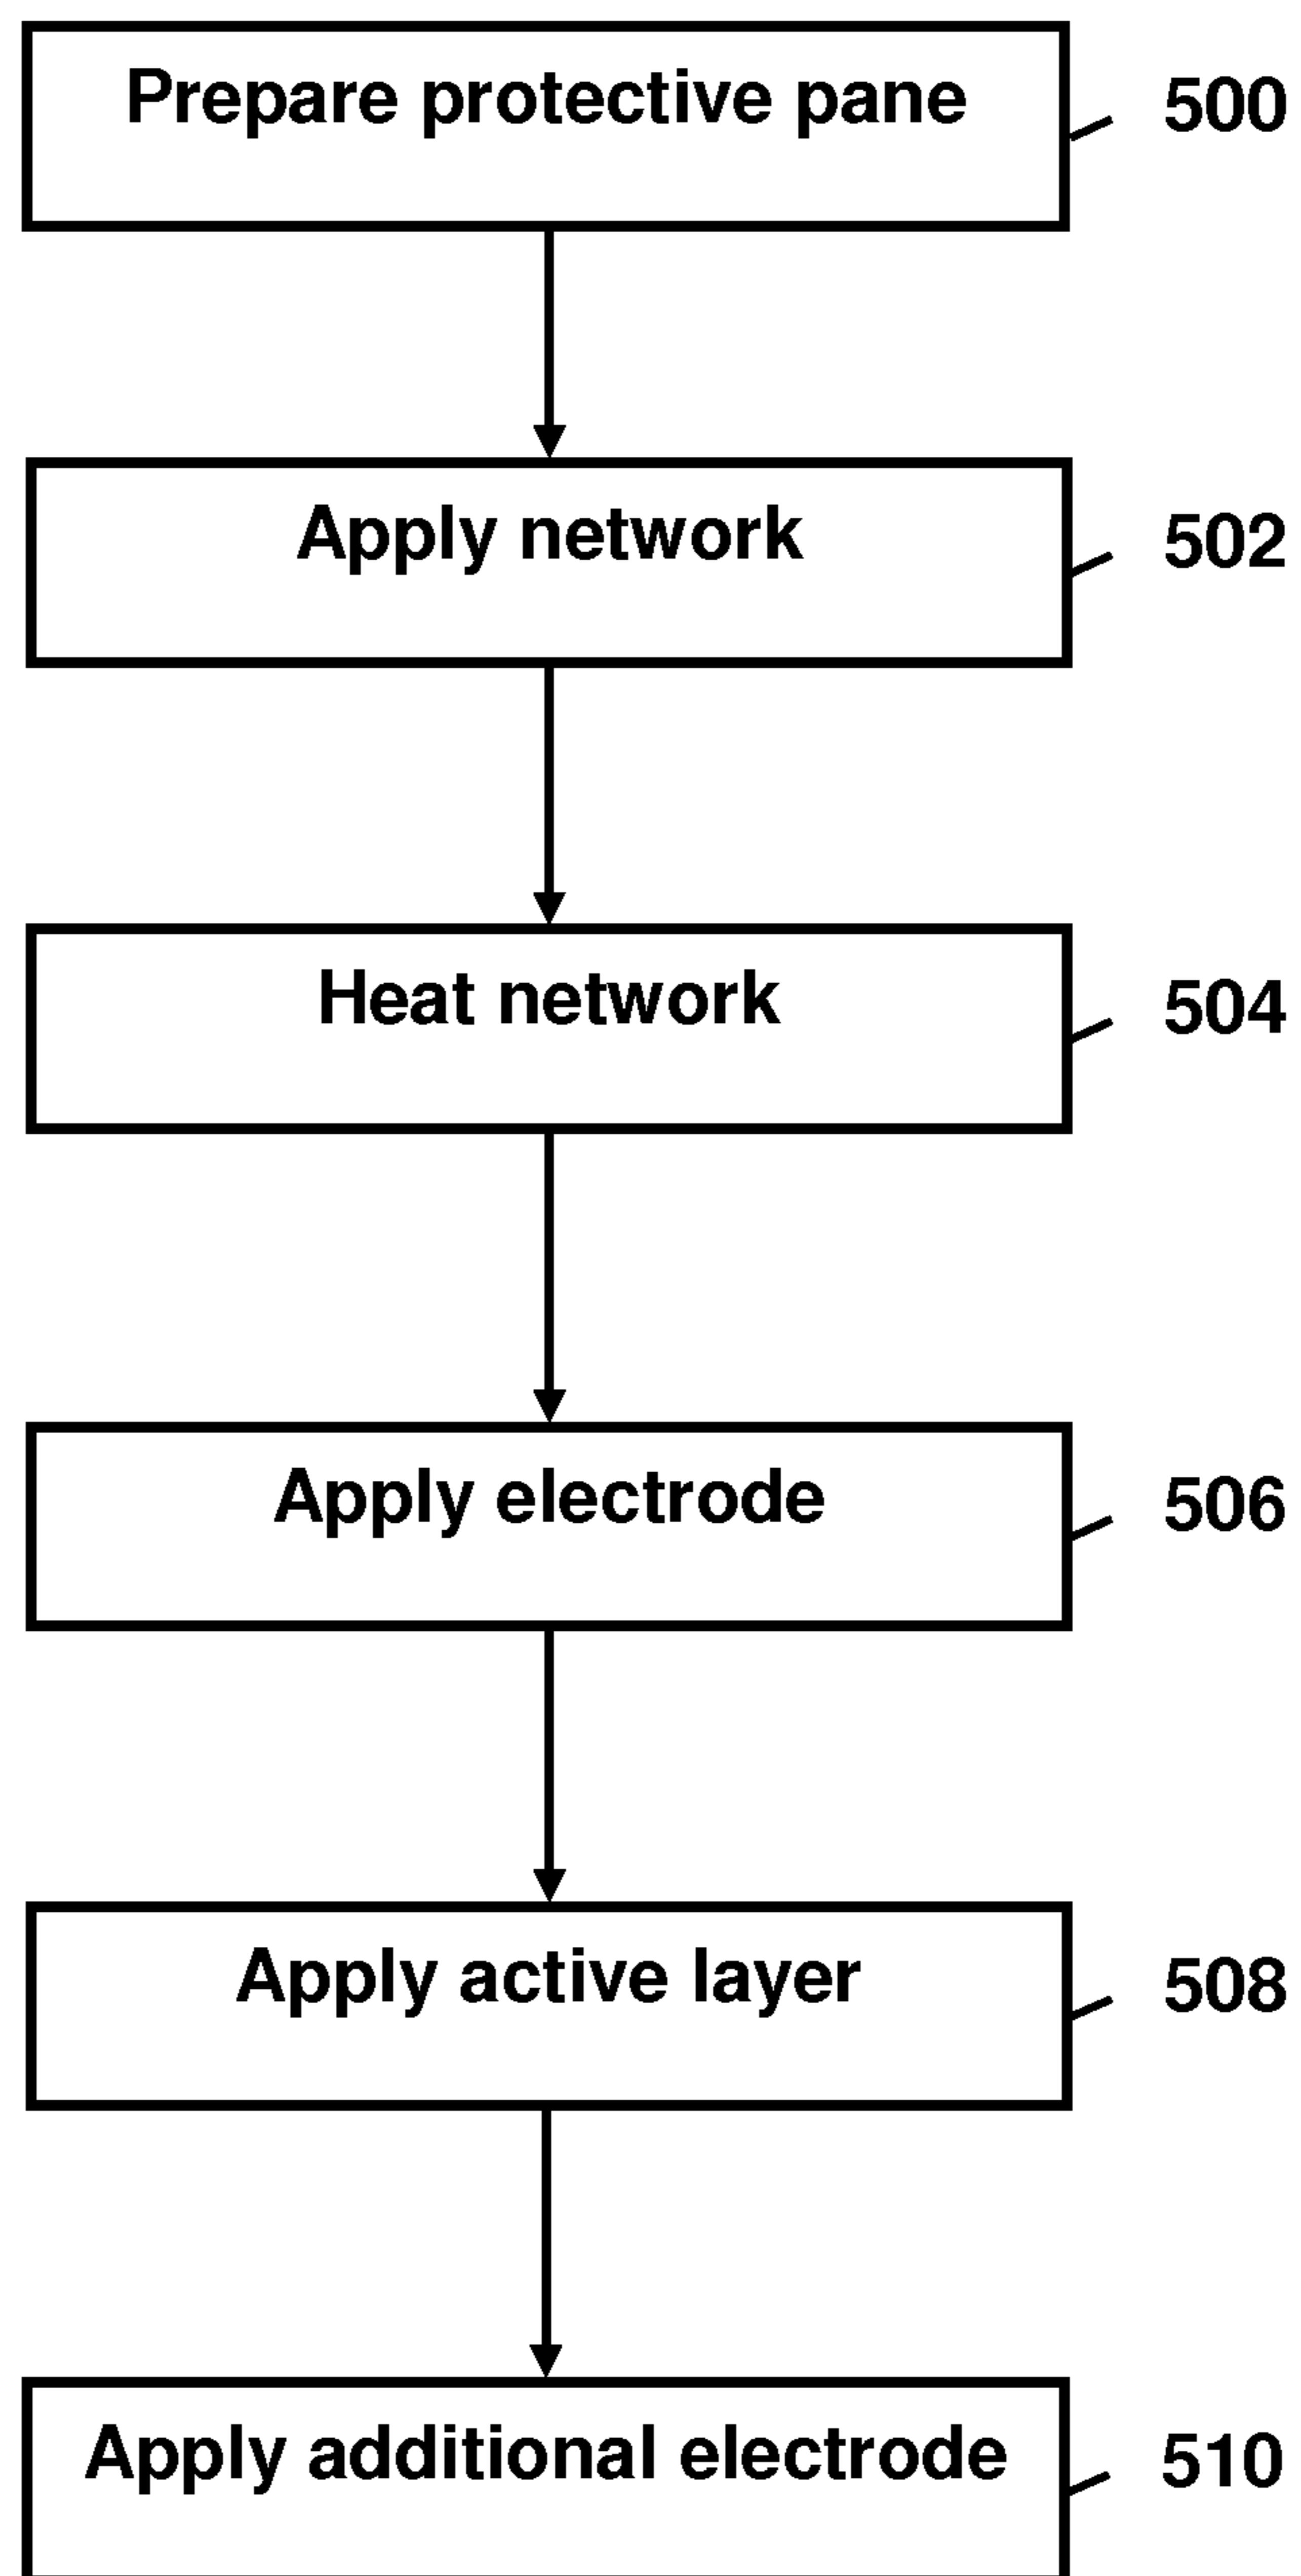 Prepare protective pane
500
Apply network
502
Heat network
504
Apply electrode
506
Apply active layer
508
Apply additional electrode
510